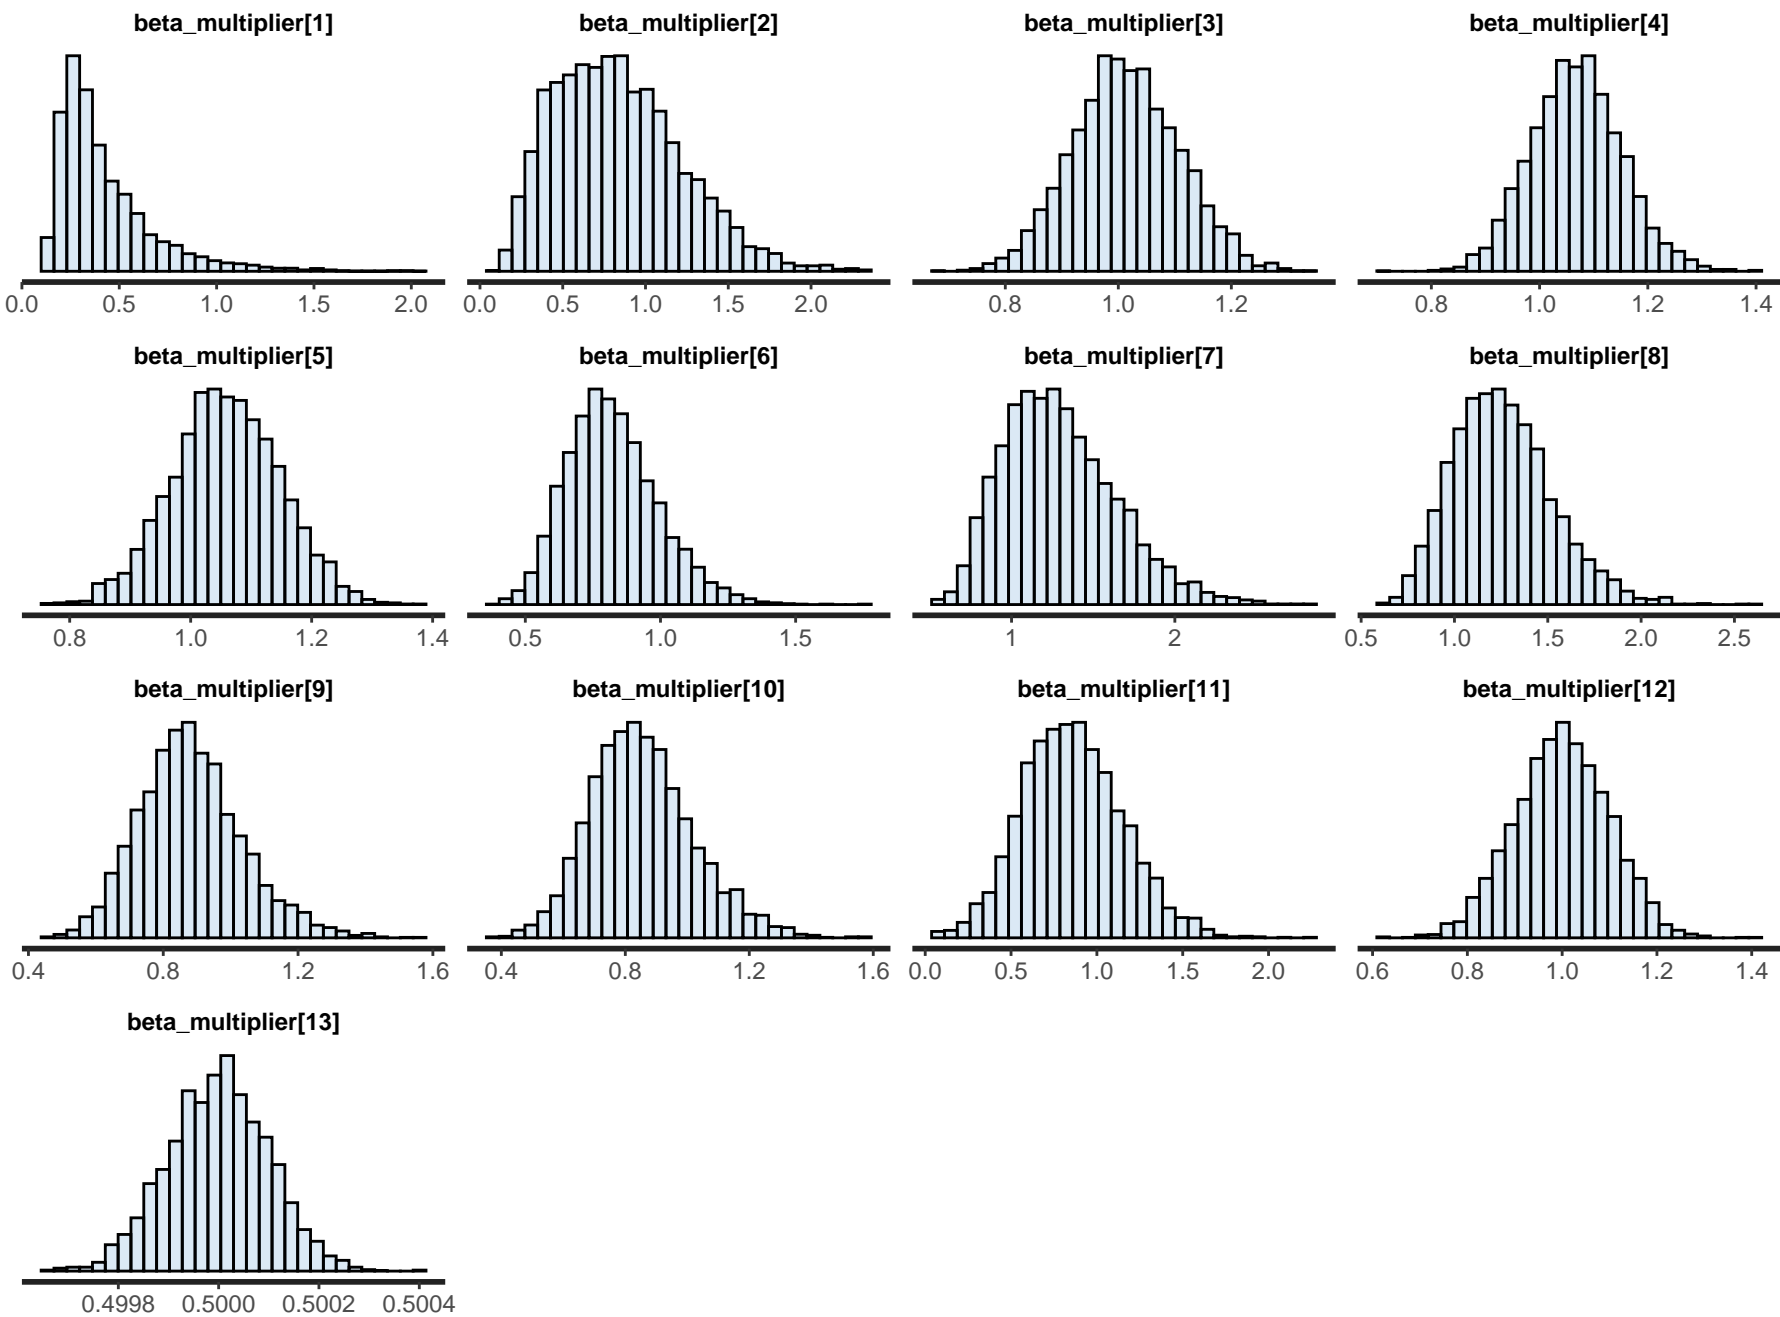 beta_multiplier[1] beta_multiplier[2] beta_multiplier[3] beta_multiplier[4]
0.0 0.5 1.0 1.5 2.0 0.0 0.5 1.0 1.5 2.0 0.8 1.0 1.2 0.8 1.0 1.2 1.4
beta_multiplier[5] beta_multiplier[6] beta_multiplier[7] beta_multiplier[8]
0.8 1.0 1.2 1.4 0.5 1.0 1.5 1 2 0.5 1.0 1.5 2.0 2.5
beta_multiplier[9] beta_multiplier[10] beta_multiplier[11] beta_multiplier[12]
0.4 0.8 1.2 1.6 0.4 0.8 1.2 1.6 0.0 0.5 1.0 1.5 2.0 0.6 0.8 1.0 1.2 1.4
beta_multiplier[13]
0.4998 0.5000 0.5002 0.5004